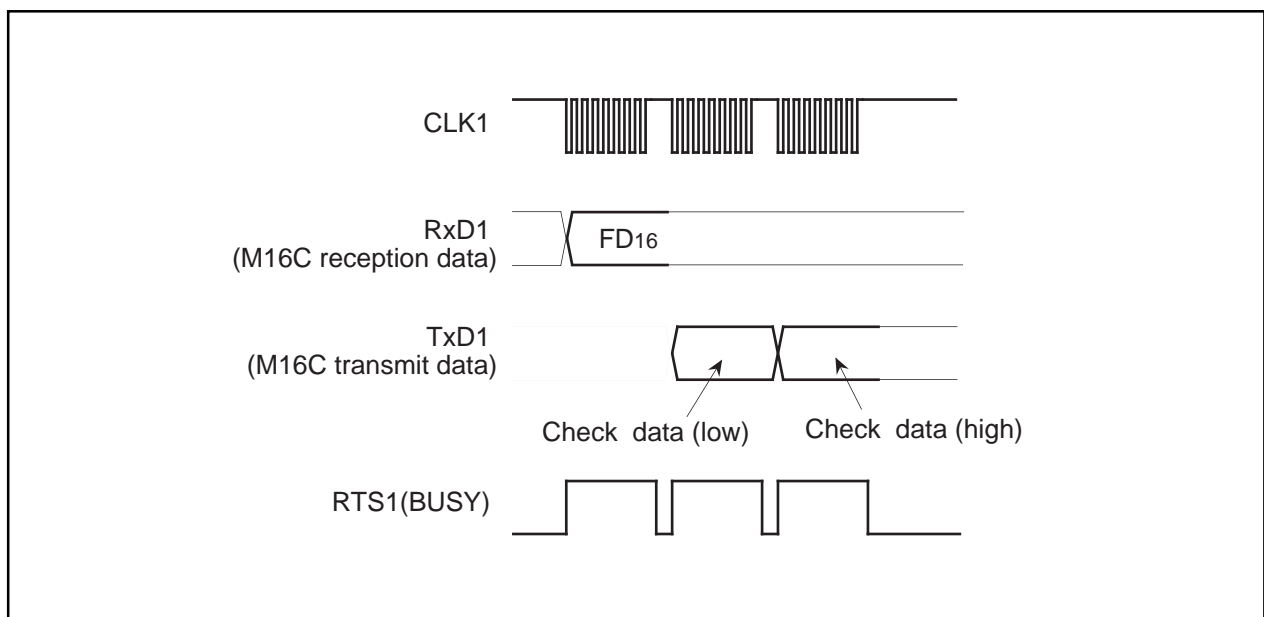 CLK1
RxD1
(M16C reception data)
FD16
TxD1
(M16C transmit data)
Check data (low)
Check data (high)
RTS1(BUSY)